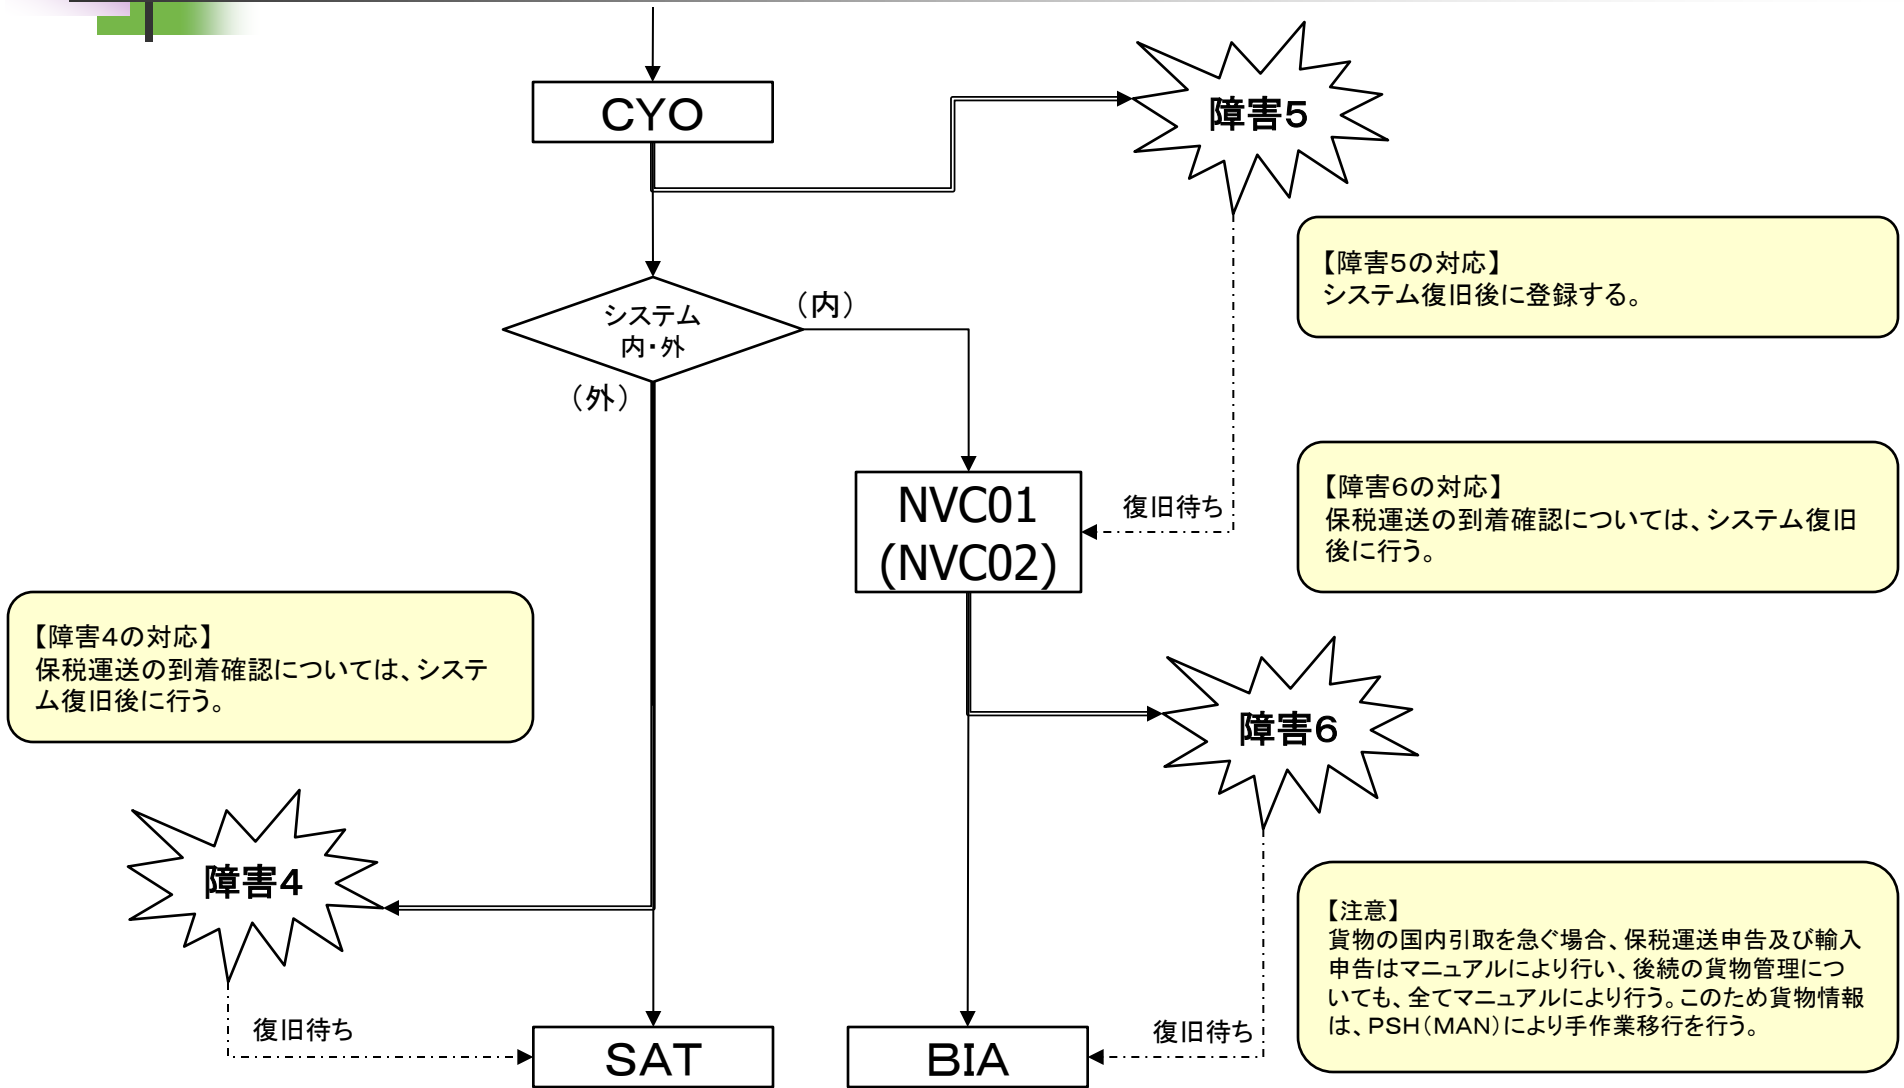 CYO
障害5
【障害5の対応】
システム復旧後に登録する。
システム
内・外
（内）
（外）
NVC01
(NVC02)
復旧待ち
【障害6の対応】
保税運送の到着確認については、システム復旧
後に行う。
【障害4の対応】
保税運送の到着確認については、システ
ム復旧後に行う。
障害6
障害4
【注意】
貨物の国内引取を急ぐ場合、保税運送申告及び輸入
申告はマニュアルにより行い、後続の貨物管理につ
いても、全てマニュアルにより行う。このため貨物情報
は、PSH（MAN）により手作業移行を行う。
復旧待ち
SAT
BIA
復旧待ち